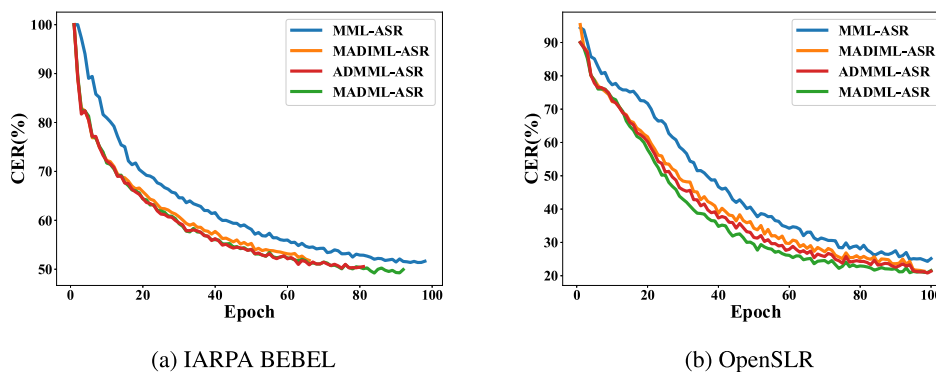 MML-ASR
MADIML-ASR
ADMML-ASR
MADML-ASR
CER(%)
100
90
80
70
60
50
0 20 40 60 80 100
Epoch
(a) IARPA BEBEL
MML-ASR
MADIML-ASR
ADMML-ASR
MADML-ASR
CER(%)
90
80
70
60
50
40
30
20
0 20 40 60 80 100
Epoch
(b) OpenSLR